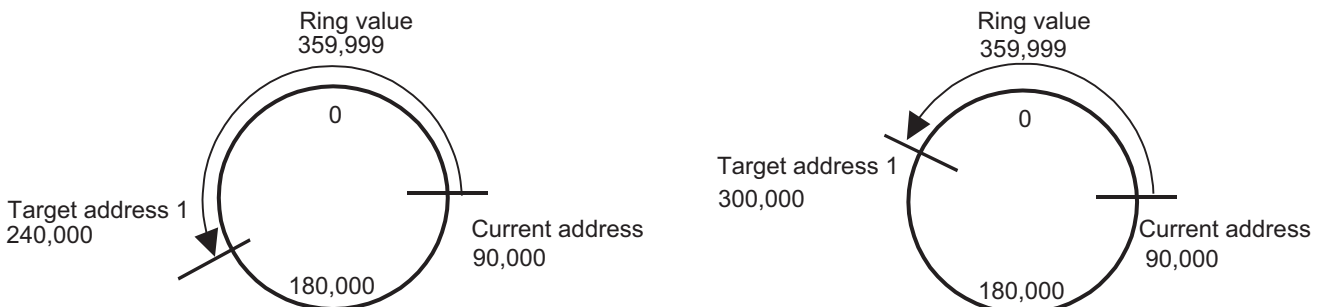 Ring value
359,999
0
Target address 1
240,000
Current address
90,000
180,000
Ring value
359,999
0
Target address 1
300,000
Current address
90,000
180,000